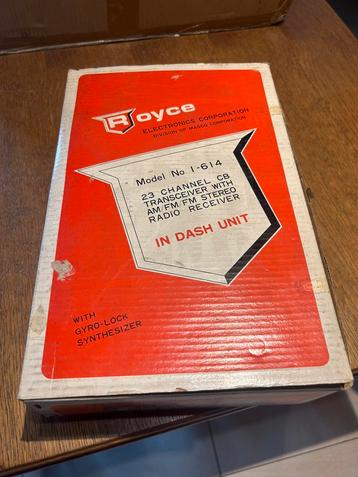 Royce
ELECTRONICS CORPORATION
DIVISION OF MASCO CORPORATION
Model No 1-614
23 CHANNEL CB
TRANSCEIVER WITH
AM/FM/FM STEREO
RADIO RECEIVER
IN DASH UNIT
WITH
GYRO-LOCK
SYNTHESIZER